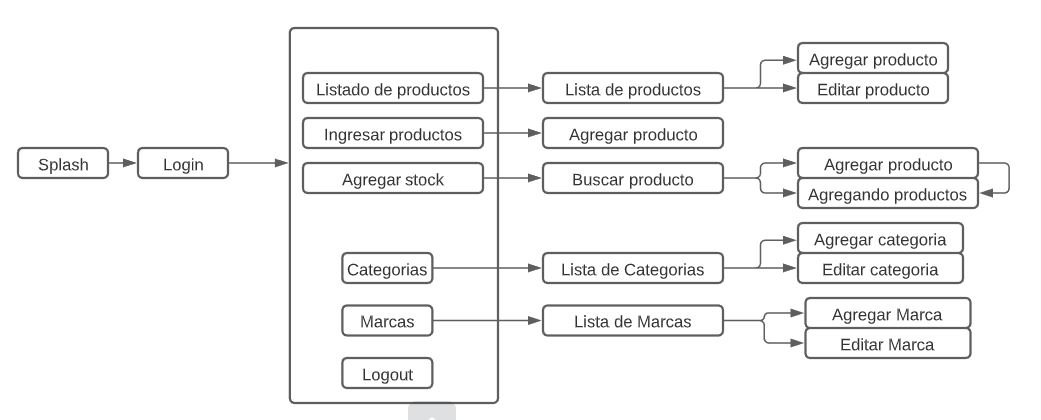 Splash
Login
Listado de productos
Ingresar productos
Agregar stock
Categorias
Marcas
Logout
Lista de productos
Agregar producto
Buscar producto
Lista de Categorias
Lista de Marcas
Agregar producto
Editar producto
Agregar producto
Agregando productos
Agregar categoria
Editar categoria
Agregar Marca
Editar Marca